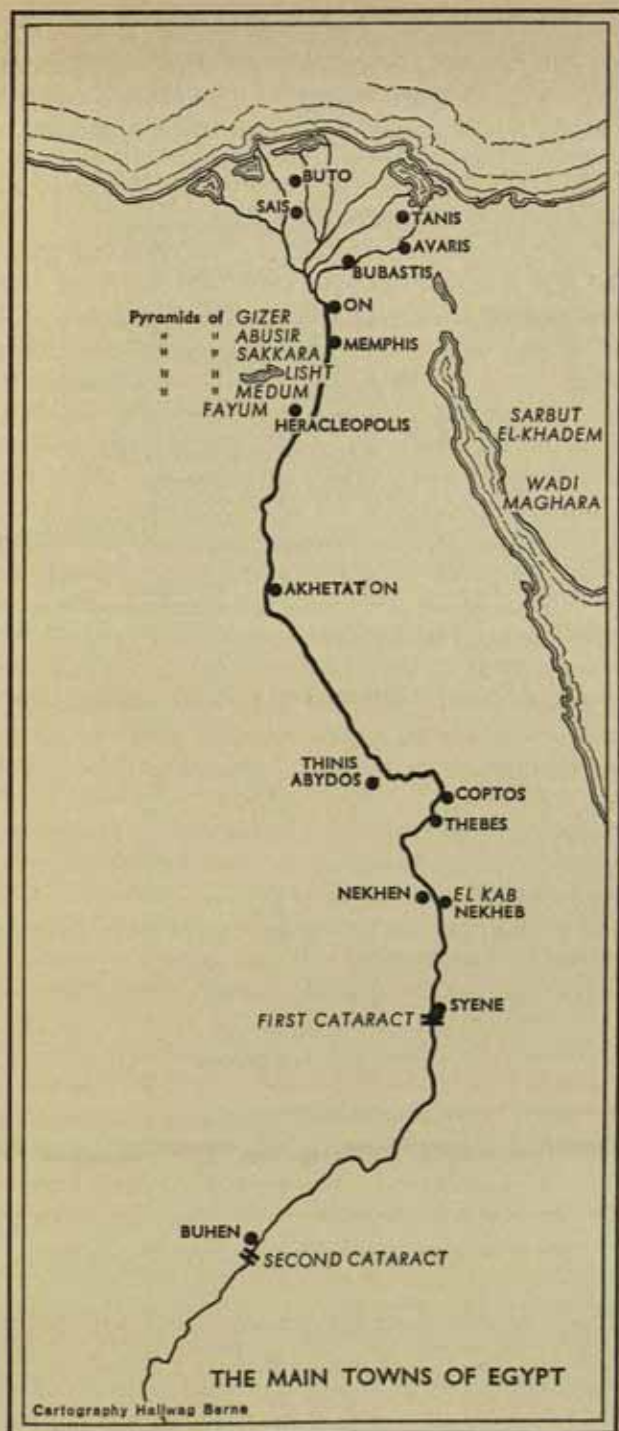 BUTO
SAIS
TANIS
AVARIS
BUBASTIS
ON
Pyramids of GIZER
" " ABUSIR
" " SAKKARA
MEMPHIS
" " LISHT
" " MEDUM
FAYUM
HERACLEOPOLIS
SARBUT
EL-KHADEM
WADI
MAGHARA
AKHETATON
THINIS
ABYDOS
COPTOS
THEBES
NEKHEN
EL KAB
NEKHEB
SYENE
FIRST CATARACT
BUHEN
SECOND CATARACT
THE MAIN TOWNS OF EGYPT
Cartography Hallwag Berne